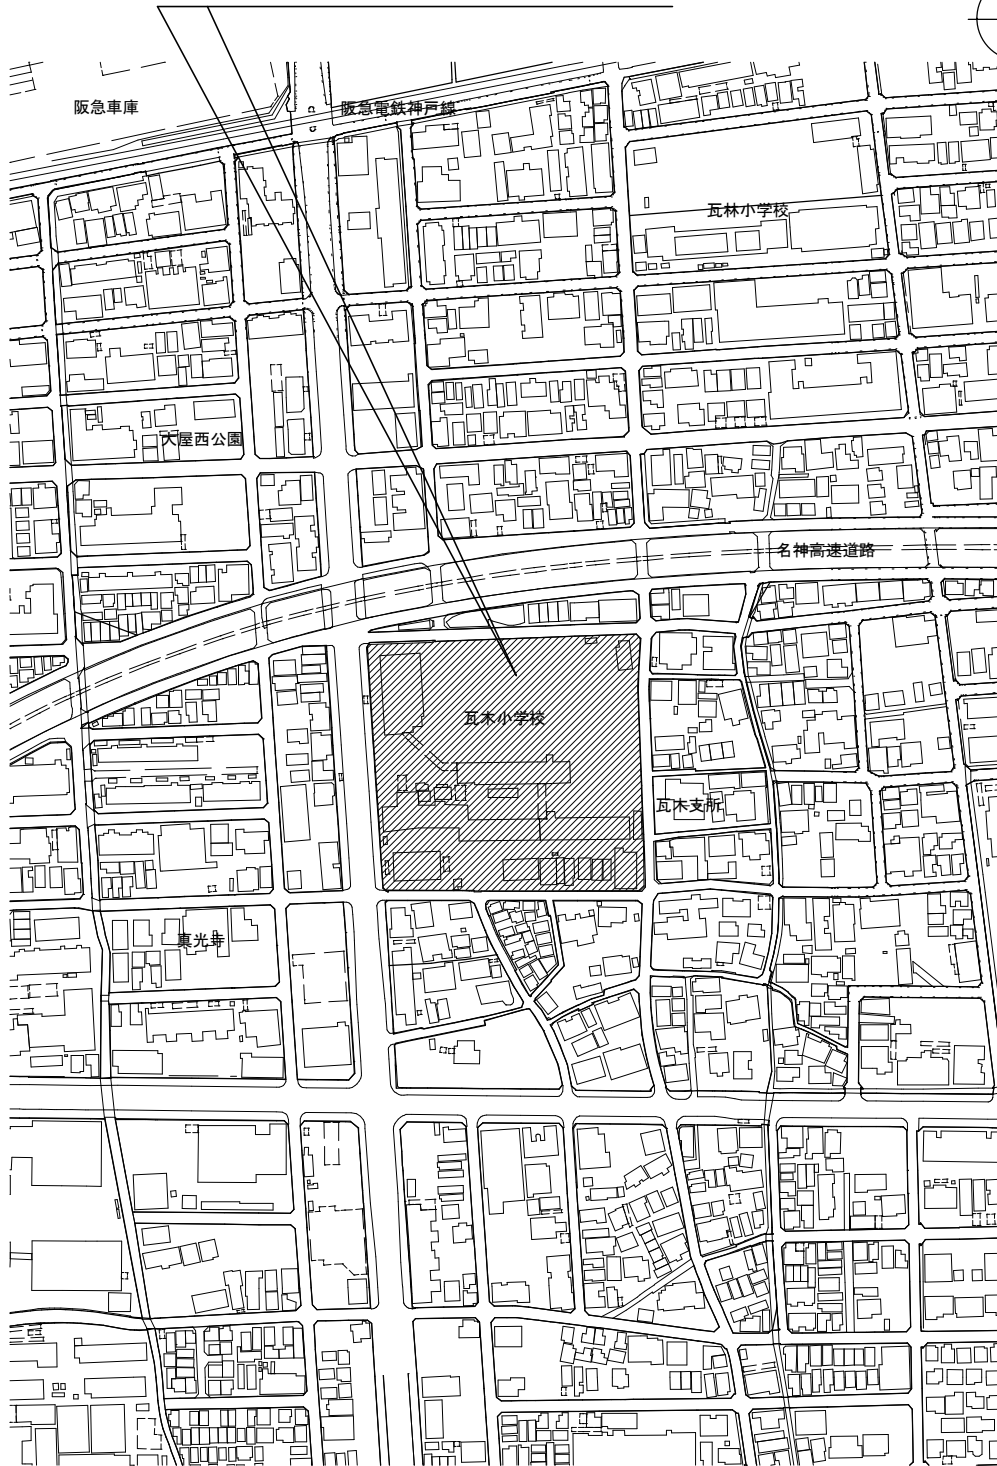 阪急車庫
阪急電鉄神戸線
瓦林小学校
大屋西公園
名神高速道路
瓦木小学校
瓦木支所
真光寺